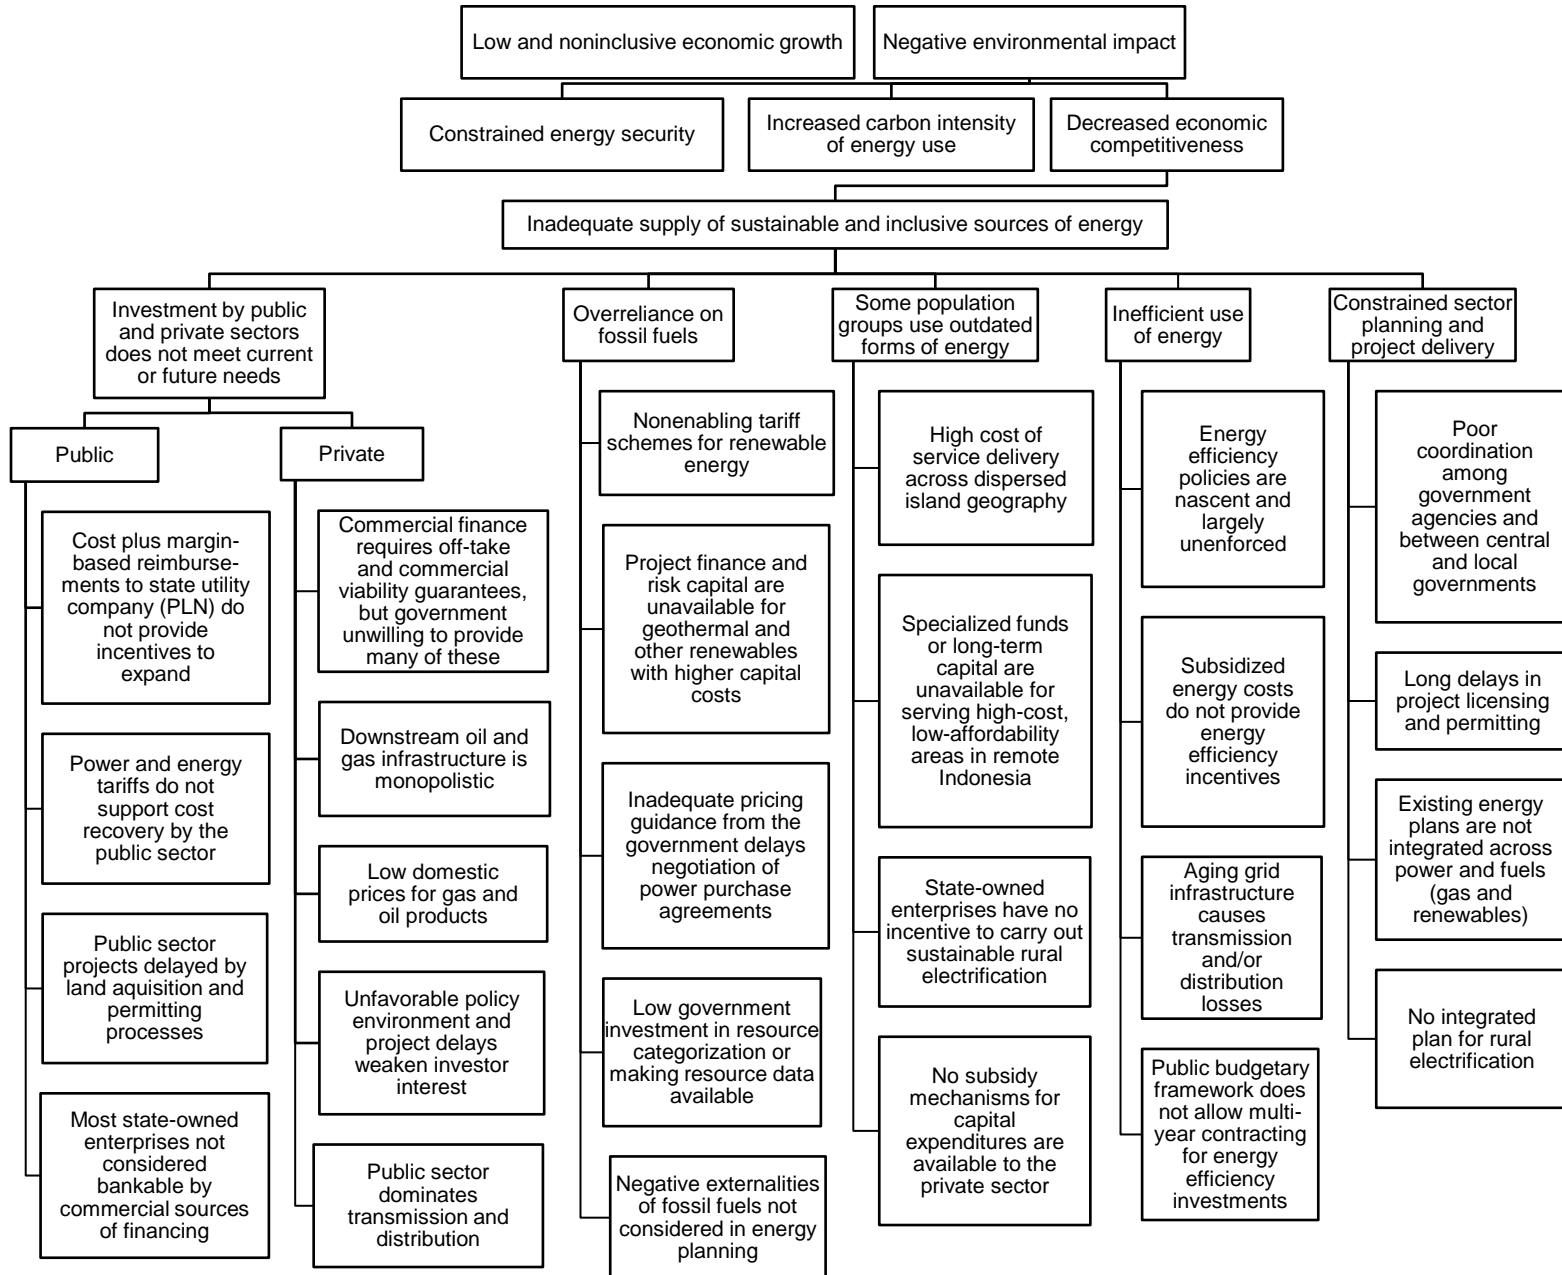 Low and noninclusive economic growth
Negative environmental impact
Constrained energy security
Increased carbon intensity
of energy use
Decreased economic
competitiveness
Inadequate supply of sustainable and inclusive sources of energy
Investment by public
and private sectors
does not meet current
or future needs
Public
Cost plus margin-
based reimburse-
ments to state utility
company (PLN) do
not provide
incentives to
expand
Power and energy
tariffs do not
support cost
recovery by the
public sector
Public sector
projects delayed by
land aquisition and
permitting
processes
Most state-owned
enterprises not
considered
bankable by
commercial sources
of financing
Private
Commercial finance
requires off-take
and commercial
viability guarantees,
but government
unwilling to provide
many of these
Downstream oil and
gas infrastructure is
monopolistic
Low domestic
prices for gas and
oil products
Unfavorable policy
environment and
project delays
weaken investor
interest
Public sector
dominates
transmission and
distribution
Overreliance on
fossil fuels
Nonenabling tariff
schemes for renewable
energy
Project finance and
risk capital are
unavailable for
geothermal and
other renewables
with higher capital
costs
Inadequate pricing
guidance from the
government delays
negotiation of
power purchase
agreements
Low government
investment in resource
categorization or
making resource data
available
Negative externalities
of fossil fuels not
considered in energy
planning
Some population
groups use outdated
forms of energy
High cost of
service delivery
across dispersed
island geography
Specialized funds
or long-term
capital are
unavailable for
serving high-cost,
low-affordability
areas in remote
Indonesia
State-owned
enterprises have no
incentive to carry out
sustainable rural
electrification
No subsidy
mechanisms for
capital
expenditures are
available to the
private sector
Inefficient use of
energy
Energy
efficiency
policies are
nascent and
largely
unenforced
Subsidized
energy costs
do not provide
energy
efficiency
incentives
Aging grid
infrastructure
causes
transmission
and/or
distribution
losses
Public budgetary
framework does
not allow multi-
year contracting
for energy
efficiency
investments
Constrained sector
planning and
project delivery
Poor
coordination
among
government
agencies and
between central
and local
governments
Long delays in
project licensing
and permitting
Existing energy
plans are not
integrated across
power and fuels
(gas and
renewables)
No integrated
plan for rural
electrification